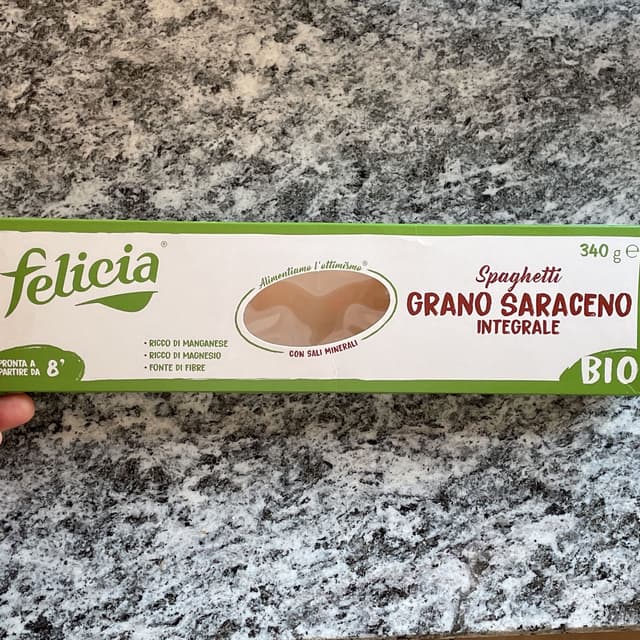 felicia®
PRONTA A
PARTIRE DA 8'
• RICCO DI MANGANESE
• RICCO DI MAGNESIO
• FONTE DI FIBRE
Alimentiamo l'ottimismo®
CON SALI MINERALI
340 g e
Spaghetti
GRANO SARACENO
INTEGRALE
BIO